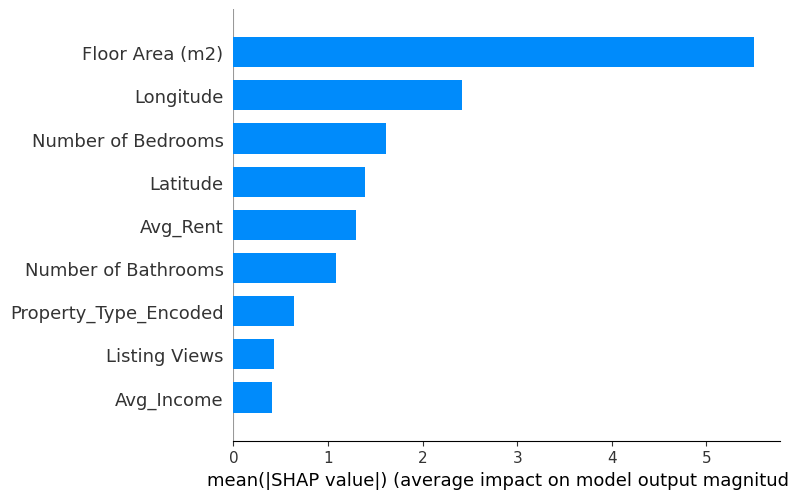 Floor Area (m2)
Longitude
Number of Bedrooms
Latitude
Avg_Rent
Number of Bathrooms
Property_Type_Encoded
Listing Views
Avg_Income
0 1 2 3 4 5
mean(|SHAP value|) (average impact on model output magnitud